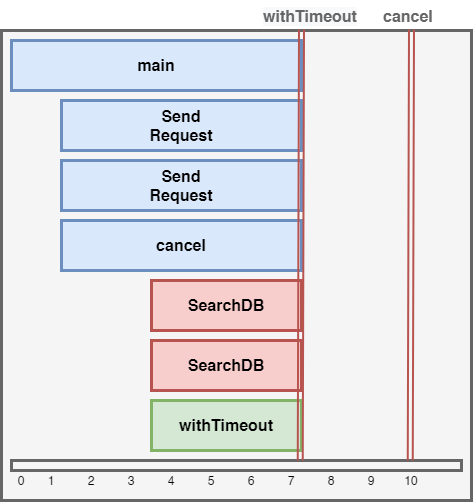 withTimeout cancel
main
Send
Request
Send
Request
cancel
SearchDB
SearchDB
withTimeout
0 1 2 3 4 5 6 7 8 9 10